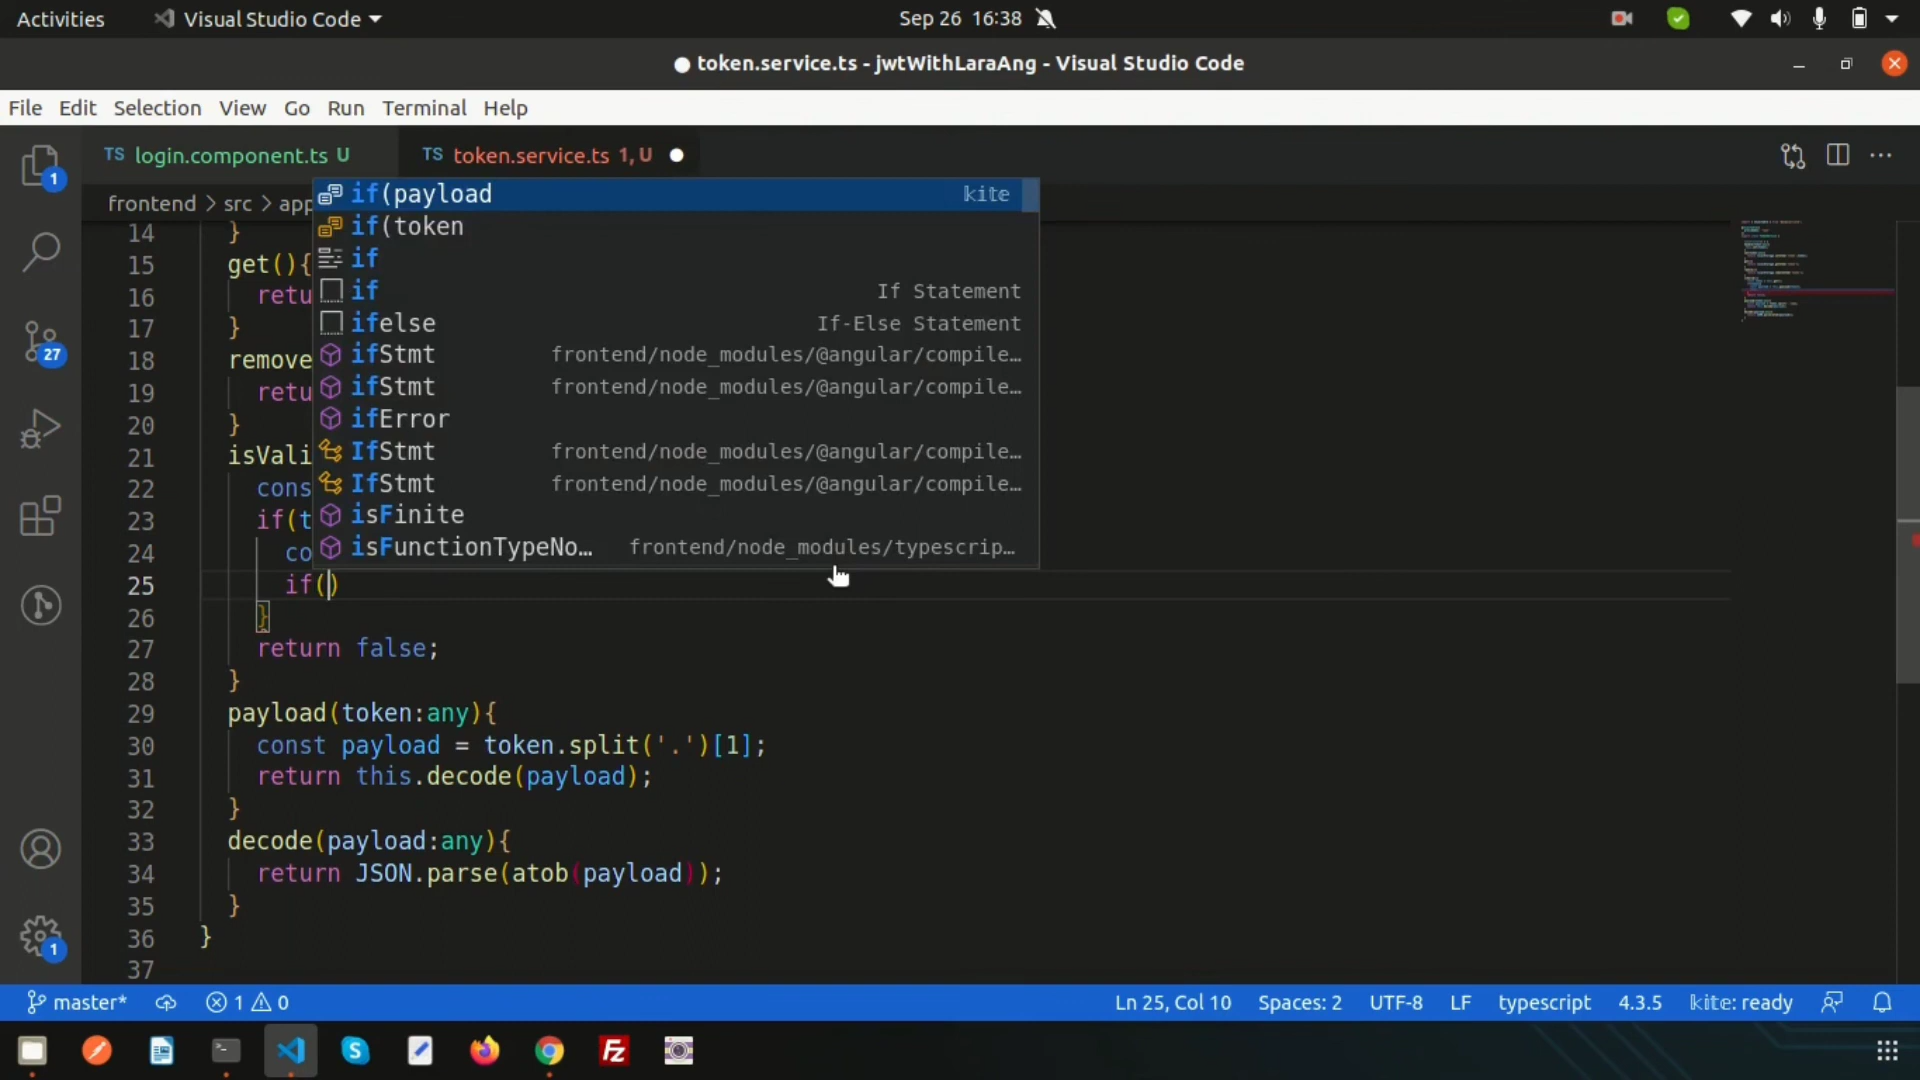 Activities
Visual Studio Code
Sep 26 16:38
token.service.ts - jwtWithLaraAng - Visual Studio Code
File Edit Selection View Go Run Terminal Help
TS login.component.ts U
TS token.service.ts 1, U
frontend > src > app
if(payload kite
if(token
if
if If Statement
ifelse If-Else Statement
ifStmt frontend/node_modules/@angular/compile…
ifStmt frontend/node_modules/@angular/compile…
ifError
IfStmt frontend/node_modules/@angular/compile…
IfStmt frontend/node_modules/@angular/compile…
isFinite
isFunctionTypeNo… frontend/node_modules/typescrip…
14 }
15 get(){
16 retu
17 }
18 remove
19 retu
20 }
21 isVali
22 cons
23 if(t
24 co
25 if()
26 }
27 return false;
28 }
29 payload(token:any){
30 const payload = token.split('.')[1];
31 return this.decode(payload);
32 }
33 decode(payload:any){
34 return JSON.parse(atob(payload));
35 }
36 }
37
1
27
1
master* 1 0 Ln 25, Col 10 Spaces: 2 UTF-8 LF typescript 4.3.5 kite: ready